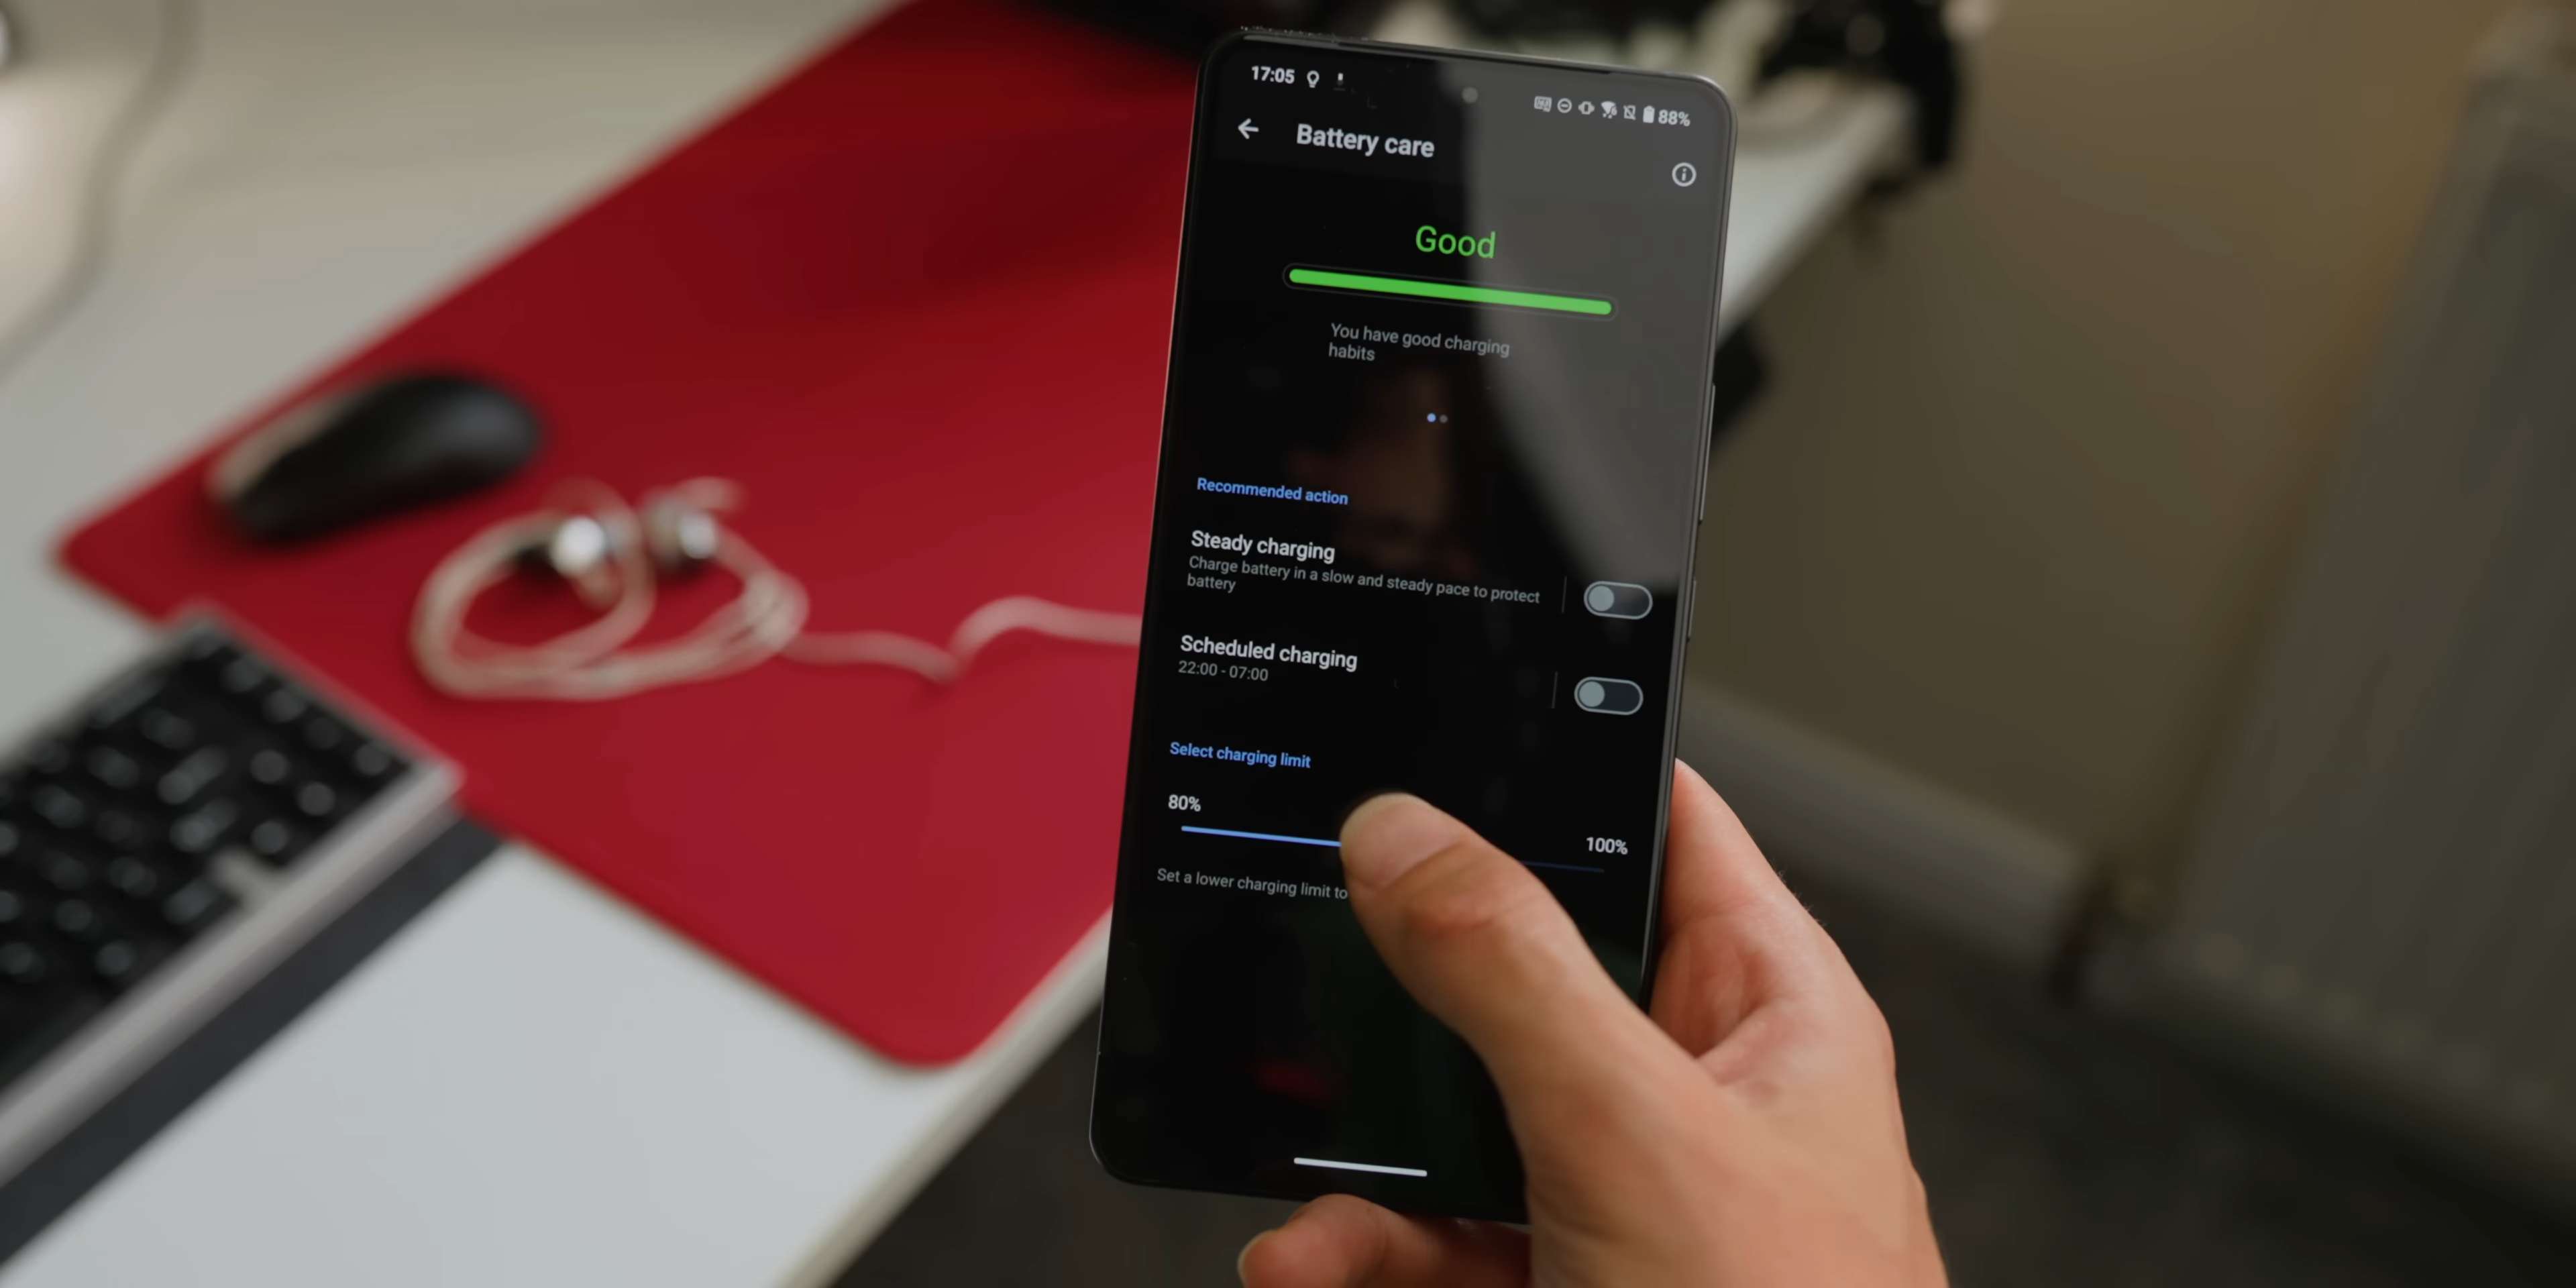 17:05
88%
Battery care
Good
You have good charging
habits
Recommended action
Steady charging
Charge battery in a slow and steady pace to protect
battery
Scheduled charging
22:00 - 07:00
Select charging limit
80%
100%
Set a lower charging limit to